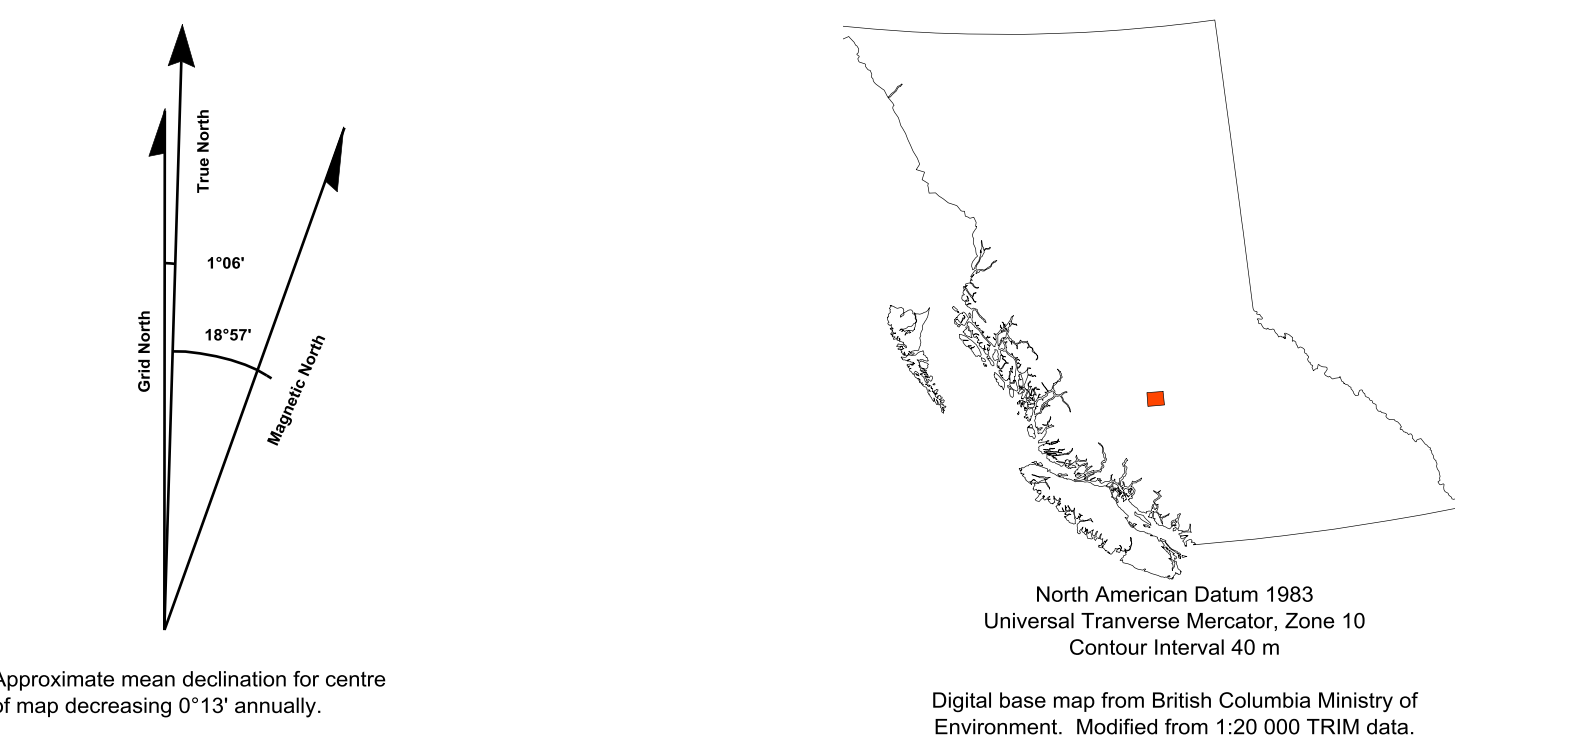 True North
1°06'
18°57'
Grid North
Magnetic North
Approximate mean declination for centre
of map decreasing 0°13' annually.
North American Datum 1983
Universal Tranverse Mercator, Zone 10
Contour Interval 40 m
Digital base map from British Columbia Ministry of
Environment.  Modified from 1:20 000 TRIM data.